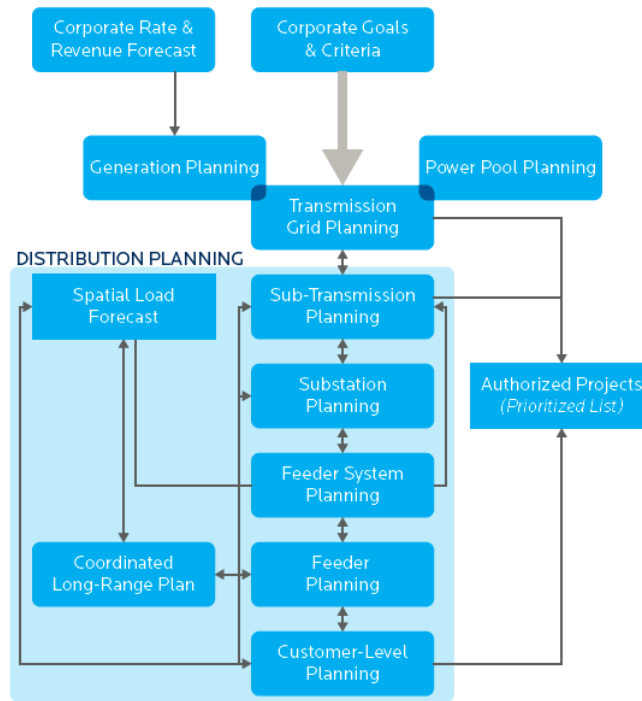 Corporate Rate &
Revenue Forecast
Corporate Goals
& Criteria
Generation Planning
Power Pool Planning
Transmission
Grid Planning
DISTRIBUTION PLANNING
Spatial Load
Forecast
Sub-Transmission
Planning
Substation
Planning
Authorized Projects
(Prioritized List)
Feeder System
Planning
Coordinated
Long-Range Plan
Feeder
Planning
Customer-Level
Planning